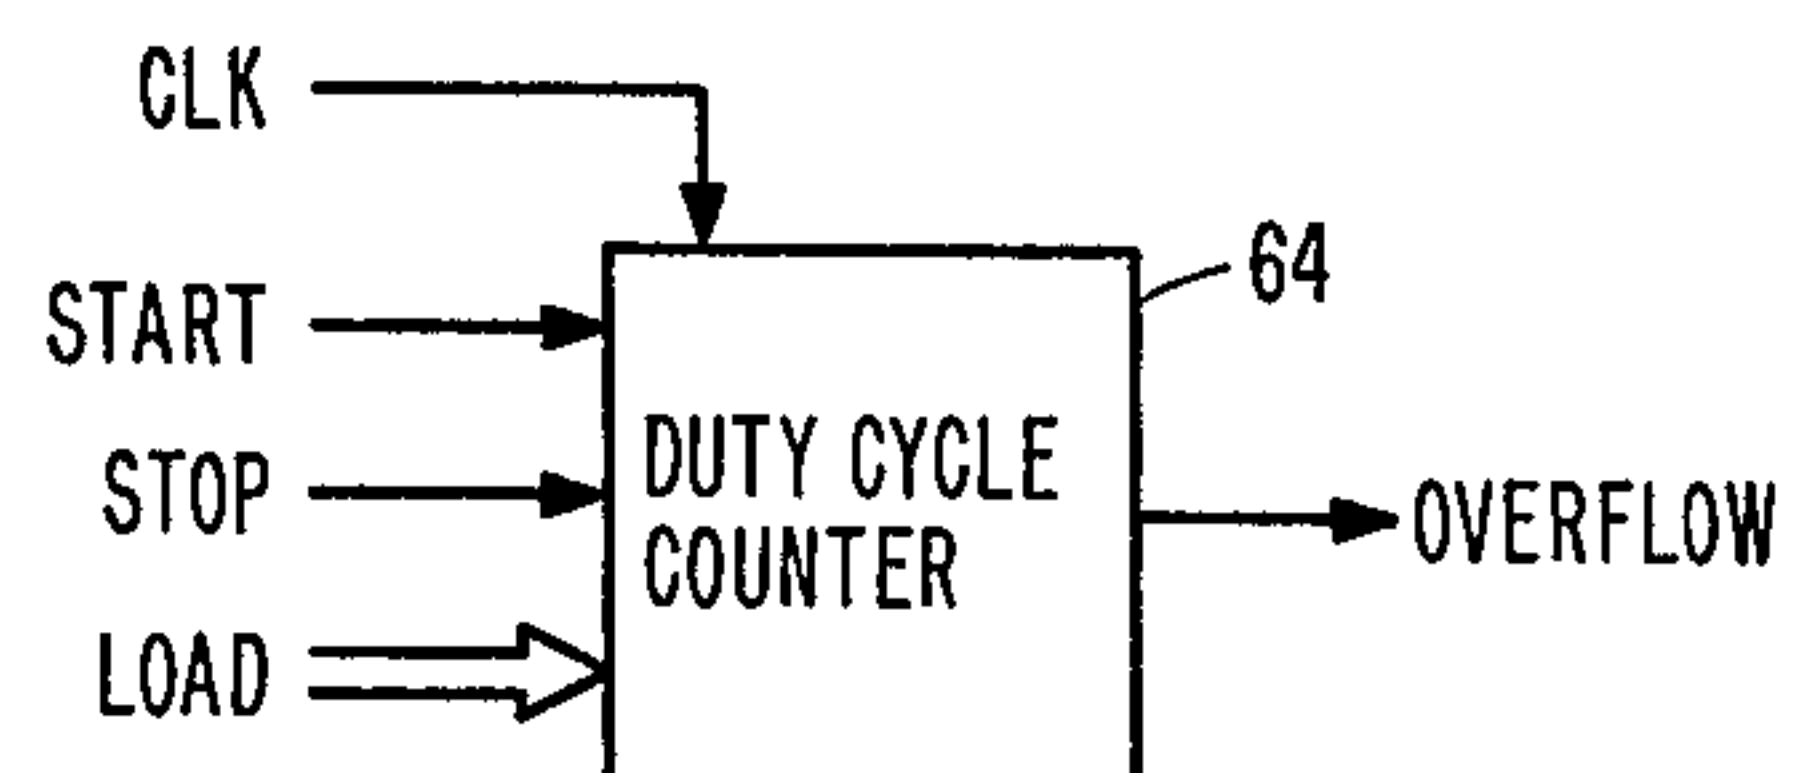 CLK
64
START
DUTY CYCLE
COUNTER
STOP
OVERFLOW
LOAD